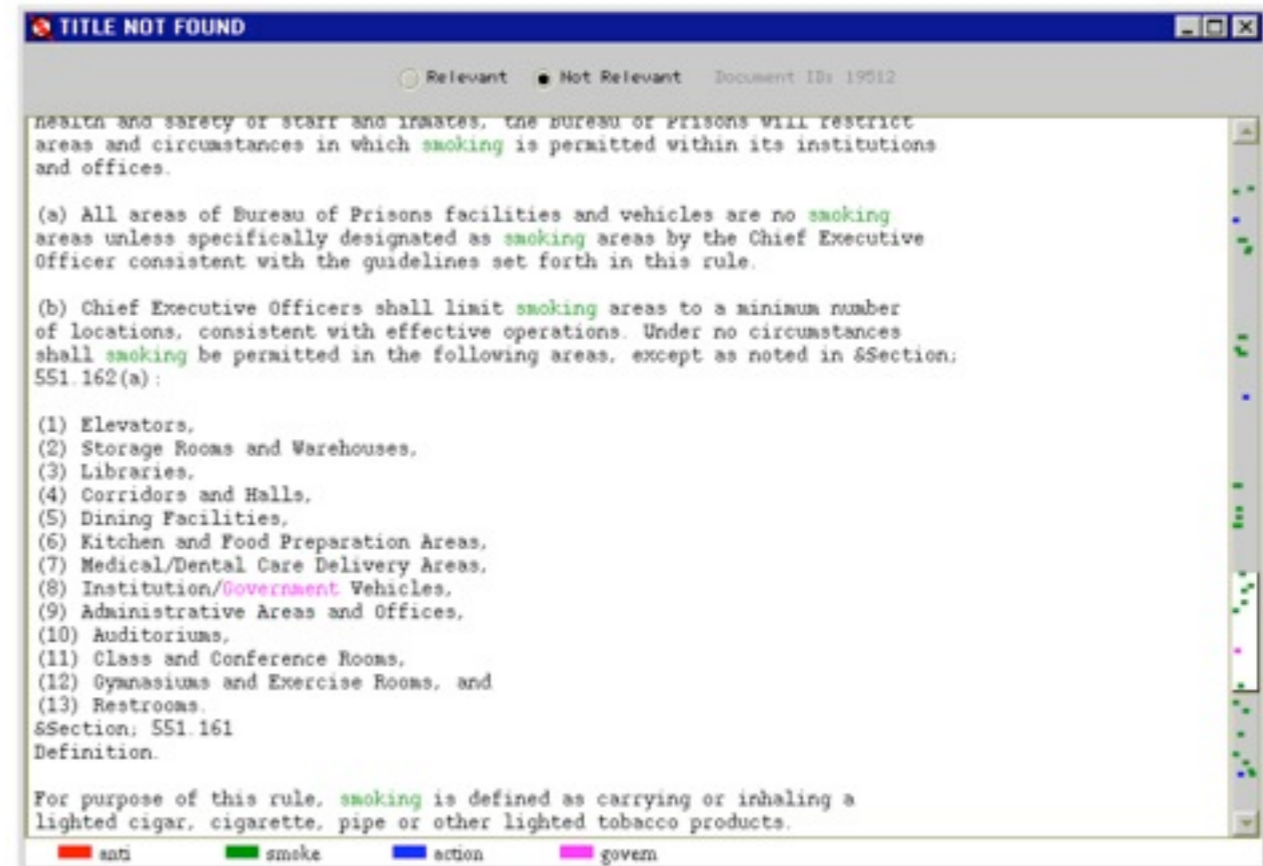 TITLE NOT FOUND
Relevant Not Relevant Document ID: 19512
health and safety of staff and inmates, the Bureau of Prisons will restrict
areas and circumstances in which smoking is permitted within its institutions
and offices.
(a) All areas of Bureau of Prisons facilities and vehicles are no smoking
areas unless specifically designated as smoking areas by the Chief Executive
Officer consistent with the guidelines set forth in this rule.
(b) Chief Executive Officers shall limit smoking areas to a minimum number
of locations, consistent with effective operations. Under no circumstances
shall smoking be permitted in the following areas, except as noted in &Section;
551.162(a):
(1) Elevators,
(2) Storage Rooms and Warehouses,
(3) Libraries,
(4) Corridors and Halls,
(5) Dining Facilities,
(6) Kitchen and Food Preparation Areas,
(7) Medical/Dental Care Delivery Areas,
(8) Institution/Government Vehicles,
(9) Administrative Areas and Offices,
(10) Auditoriums,
(11) Class and Conference Rooms,
(12) Gymnasiums and Exercise Rooms, and
(13) Restrooms.
&Section; 551.161
Definition.
For purpose of this rule, smoking is defined as carrying or inhaling a
lighted cigar, cigarette, pipe or other lighted tobacco products.
anti smoke action govern